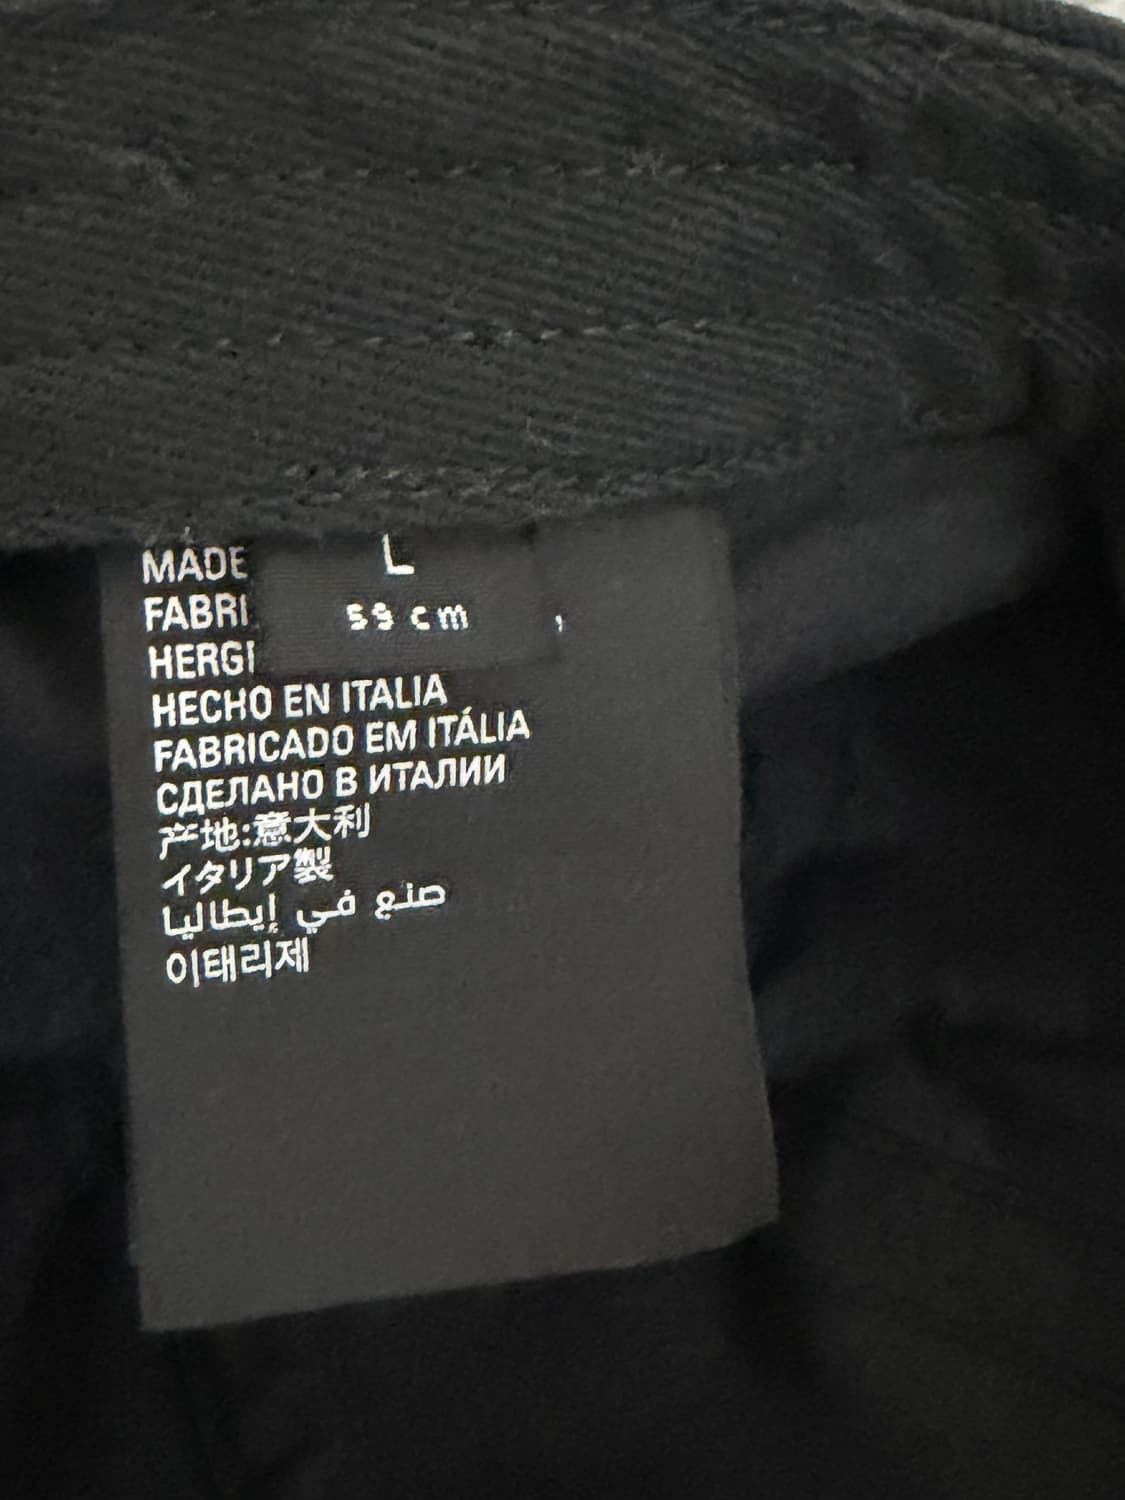 L
59 cm
MADE
FABRI
HERGI
HECHO EN ITALIA
FABRICADO EM ITÁLIA
СДЕЛАНО В ИТАЛИИ
产地:意大利
イタリア製
صنع في إيطاليا
이태리제